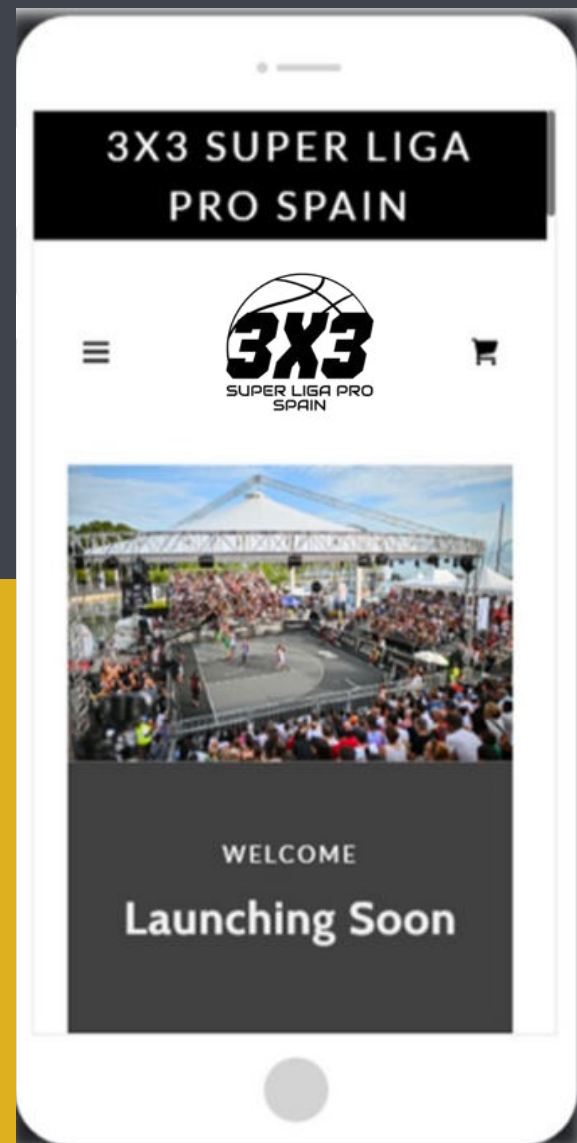 3X3 SUPER LIGA
PRO SPAIN
3X3
SUPER LIGA PRO
SPAIN
WELCOME
Launching Soon